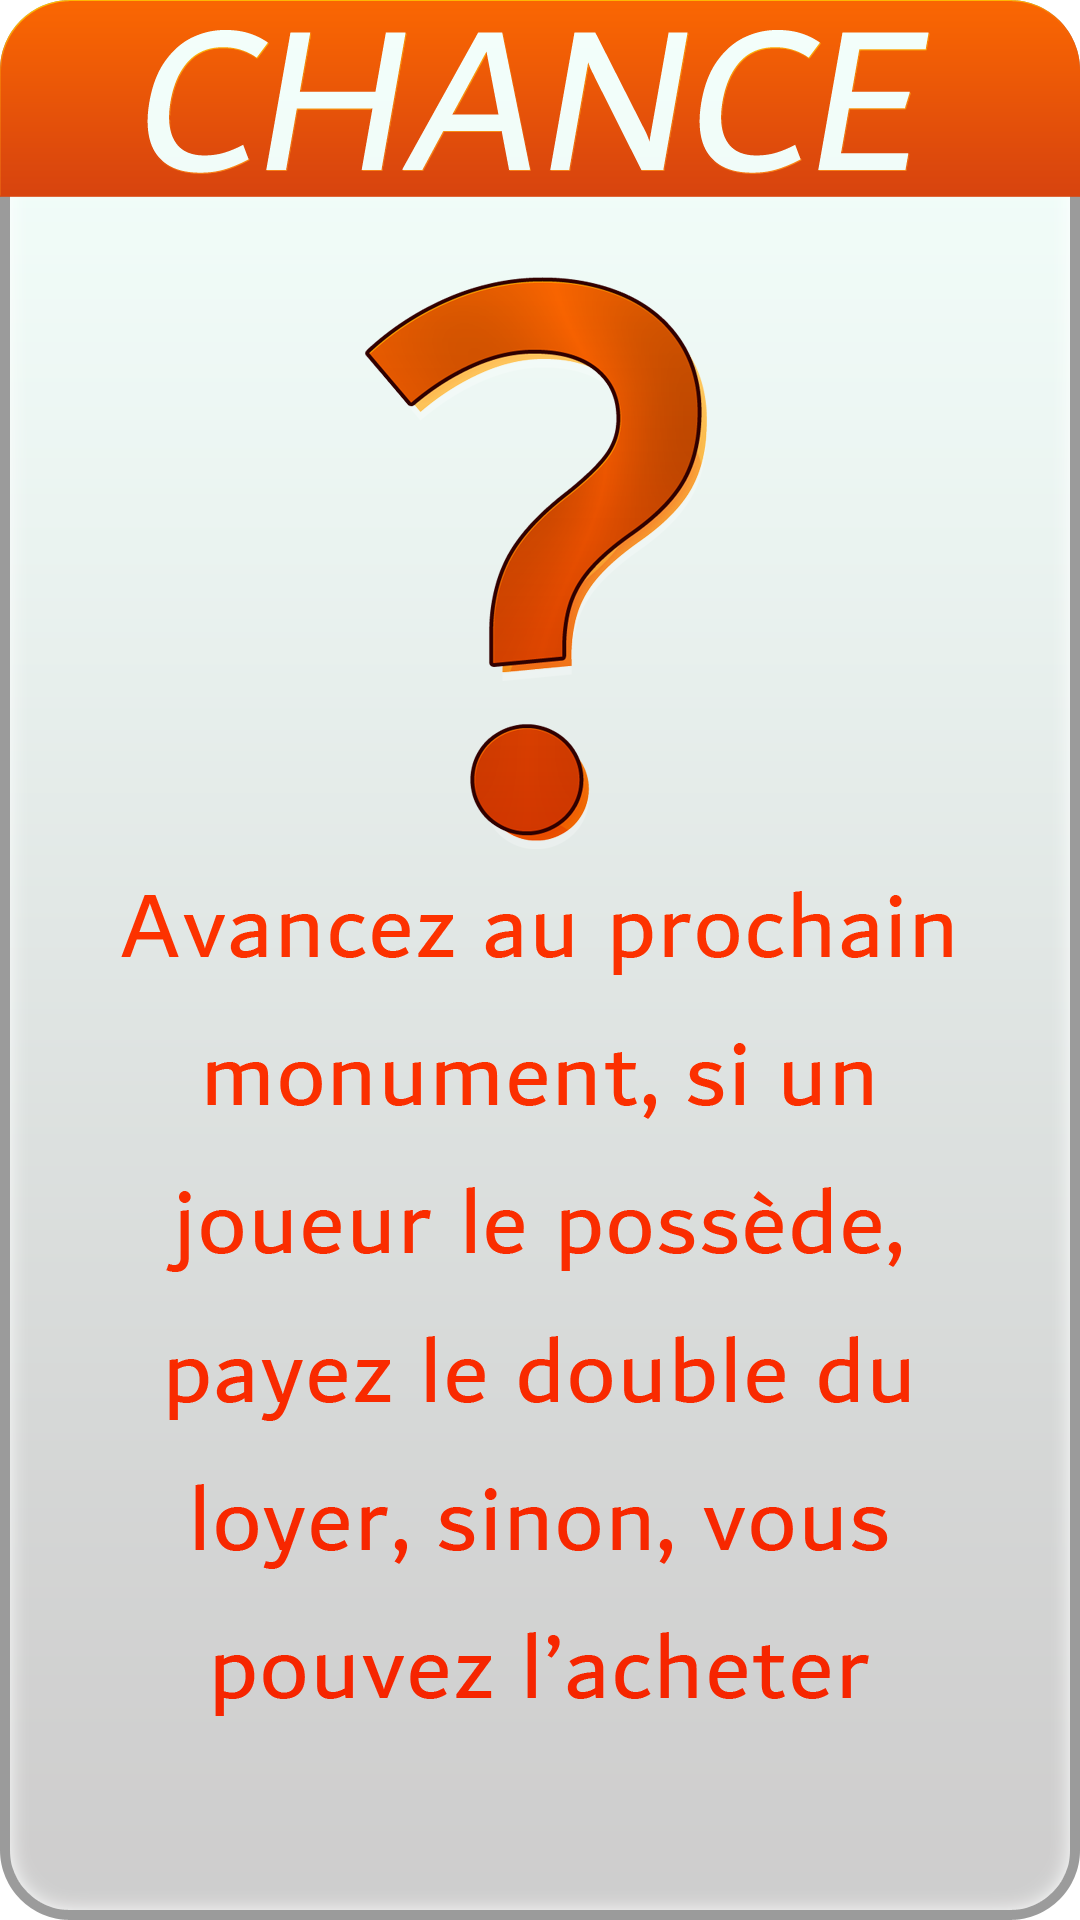 CHANCE
?
Avancez au prochain
monument, si un
joueur le possède,
payez le double du
loyer, sinon, vous
pouvez l’acheter